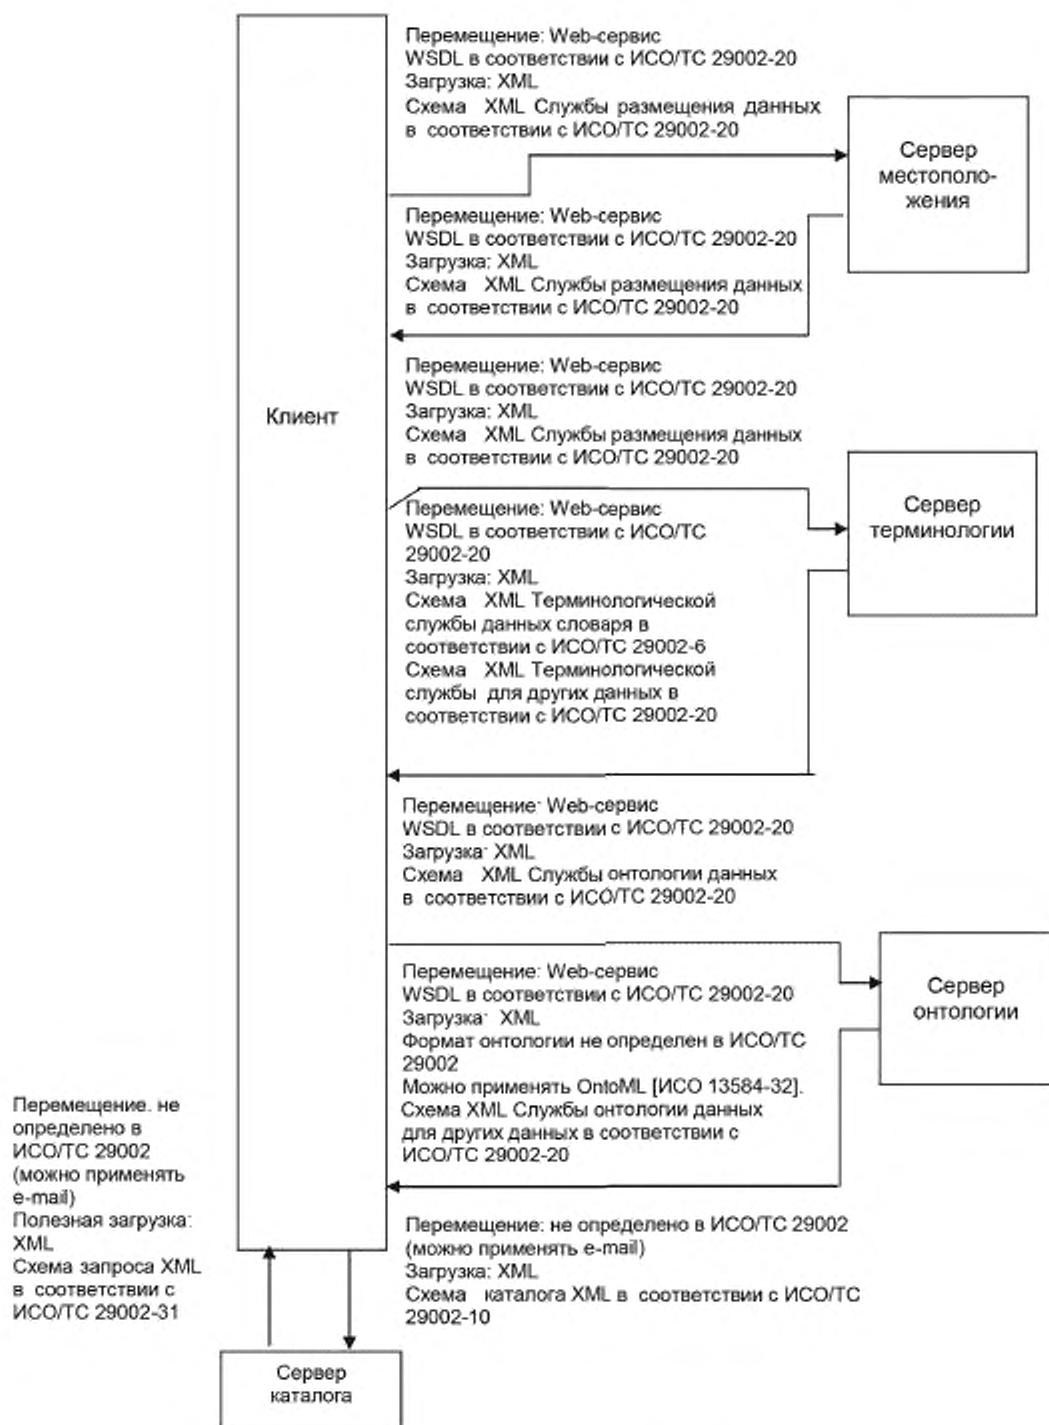 Перемещение: Web-сервис
WSDL в соответствии с ИСО/ТС 29002-20
Загрузка: XML
Схема XML Службы размещения данных
в соответствии с ИСО/ТС 29002-20
Сервер
местополо-
жения
Перемещение: Web-сервис
WSDL в соответствии с ИСО/ТС 29002-20
Загрузка: XML
Схема XML Службы размещения данных
в соответствии с ИСО/ТС 29002-20
Клиент
Перемещение: Web-сервис
WSDL в соответствии с ИСО/ТС 29002-20
Загрузка: XML
Схема XML Службы размещения данных
в соответствии с ИСО/ТС 29002-20
Сервер
терминологии
Перемещение: Web-сервис
WSDL в соответствии с ИСО/ТС
29002-20
Загрузка: XML
Схема XML Терминологической
службы данных словаря в
соответствии с ИСО/ТС 29002-6
Схема XML Терминологической
службы для других данных в
соответствии с ИСО/ТС 29002-20
Перемещение: Web-сервис
WSDL в соответствии с ИСО/ТС 29002-20
Загрузка: XML
Схема XML Службы онтологии данных
в соответствии с ИСО/ТС 29002-20
Сервер
онтологии
Перемещение: Web-сервис
WSDL в соответствии с ИСО/ТС 29002-20
Загрузка: XML
Формат онтологии не определен в ИСО/ТС
29002
Можно применять OntoML [ИСО 13584-32].
Схема XML Службы онтологии данных
для других данных в соответствии с
ИСО/ТС 29002-20
Перемещение. не
определено в
ИСО/ТС 29002
(можно применять
e-mail)
Полезная загрузка:
XML
Схема запроса XML
в соответствии с
ИСО/ТС 29002-31
Перемещение: не определено в ИСО/ТС 29002
(можно применять e-mail)
Загрузка: XML
Схема каталога XML в соответствии с ИСО/ТС
29002-10
Сервер
каталога